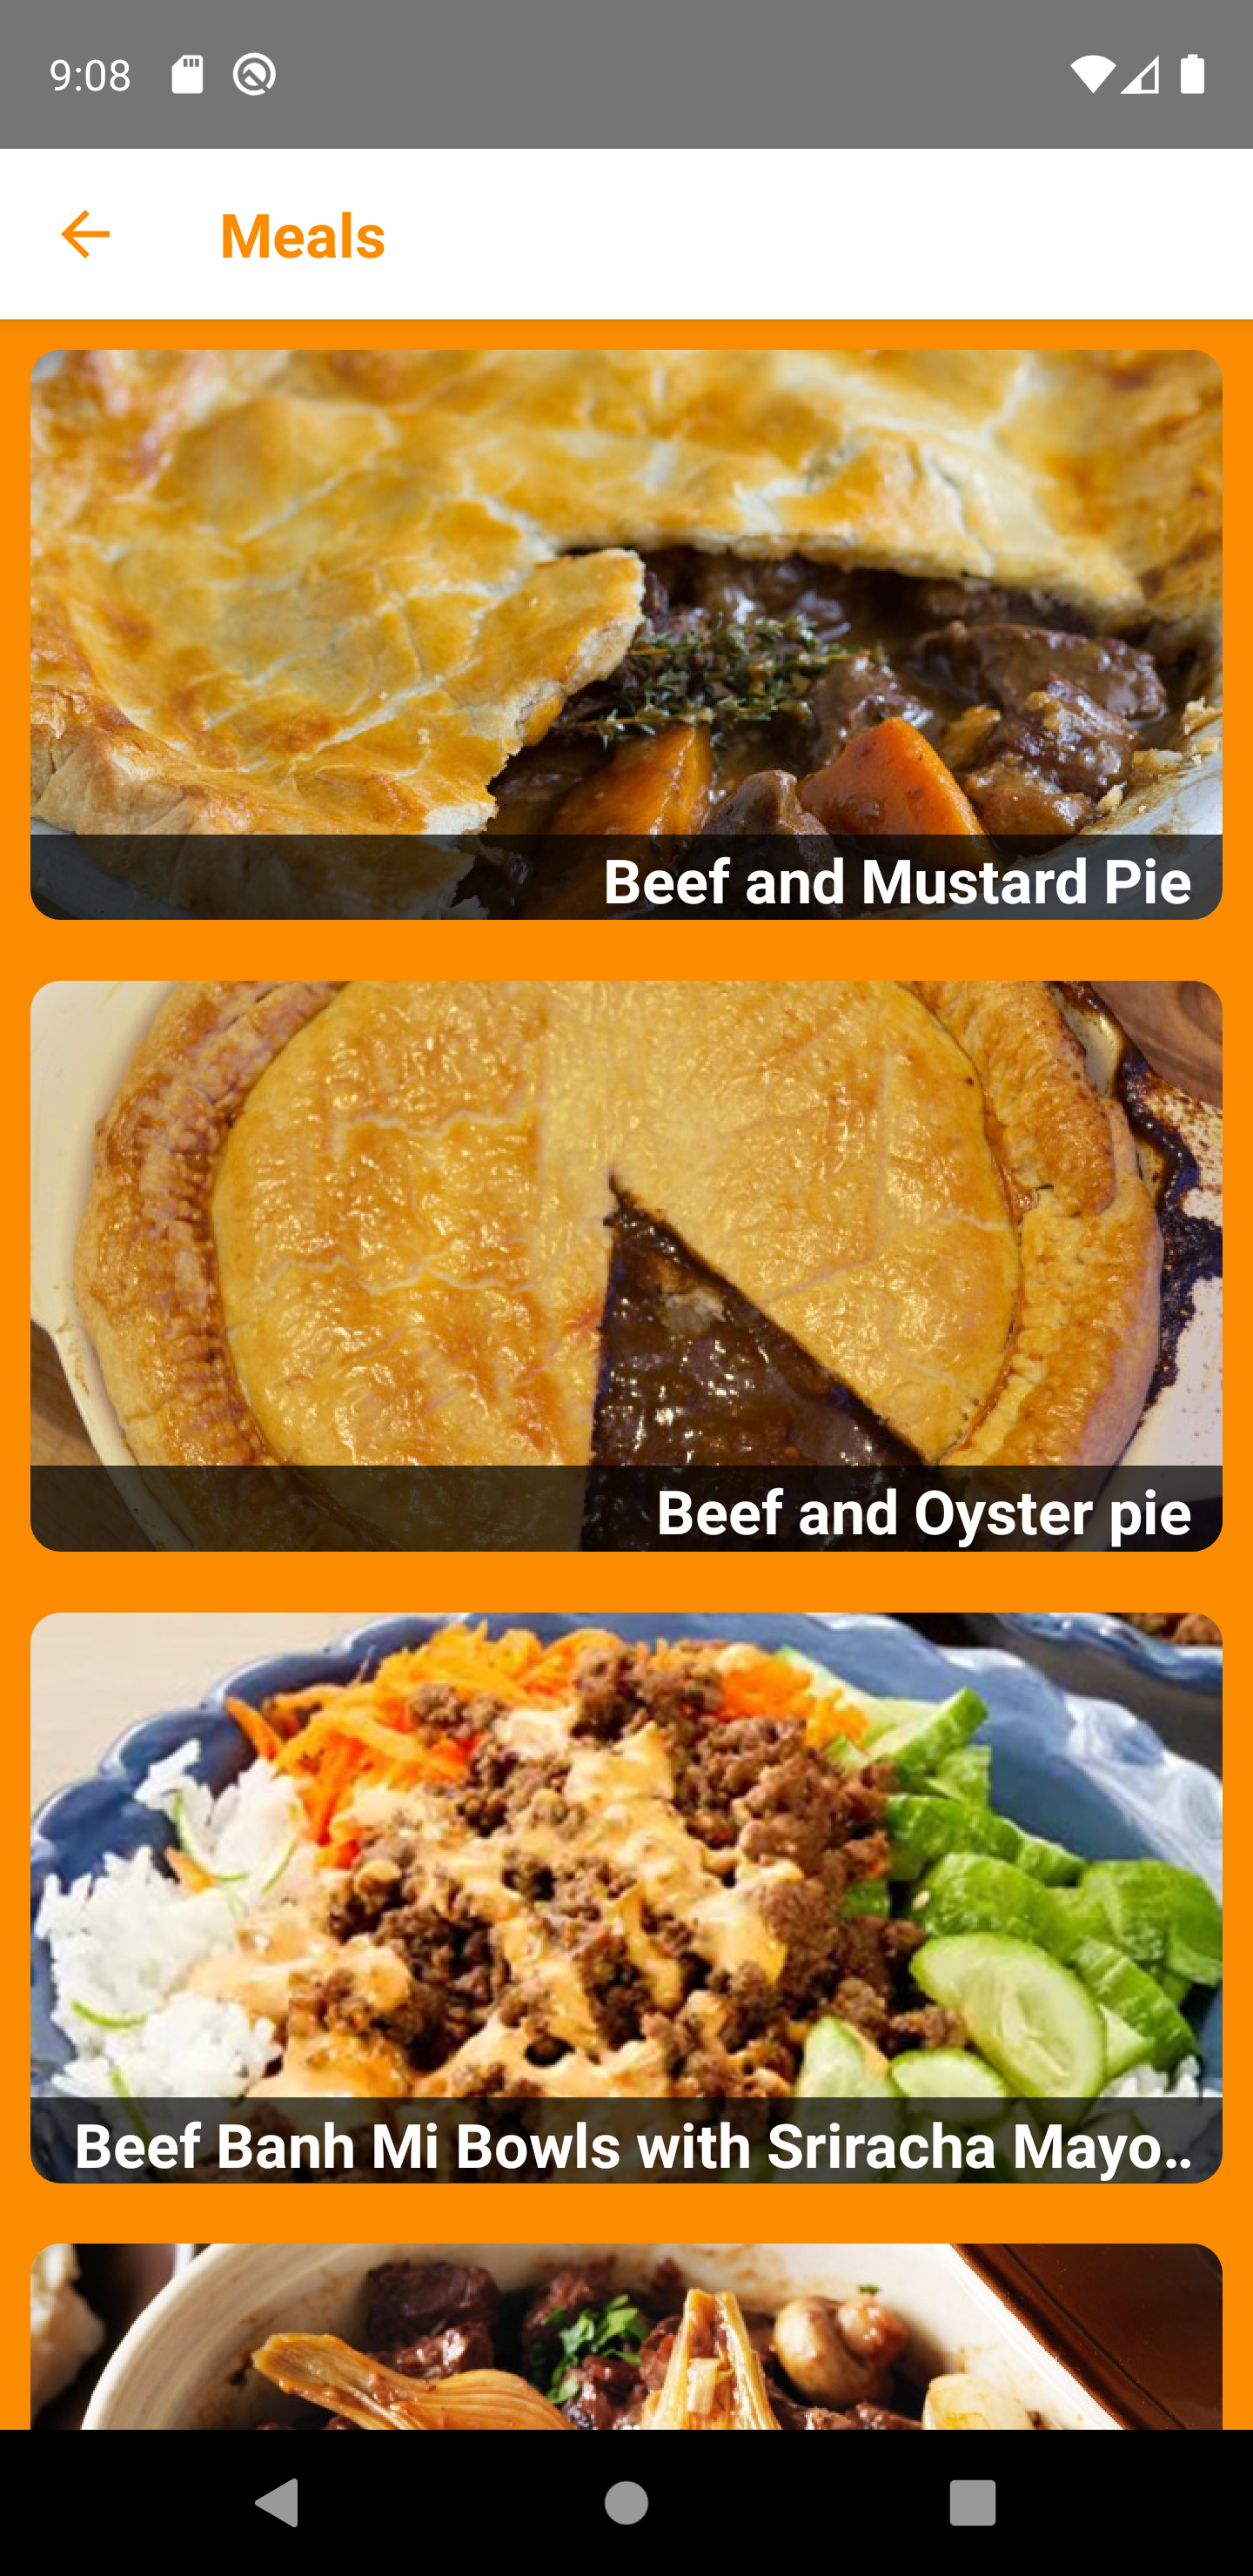 9:08
Meals
Beef and Mustard Pie
Beef and Oyster pie
Beef Banh Mi Bowls with Sriracha Mayo…